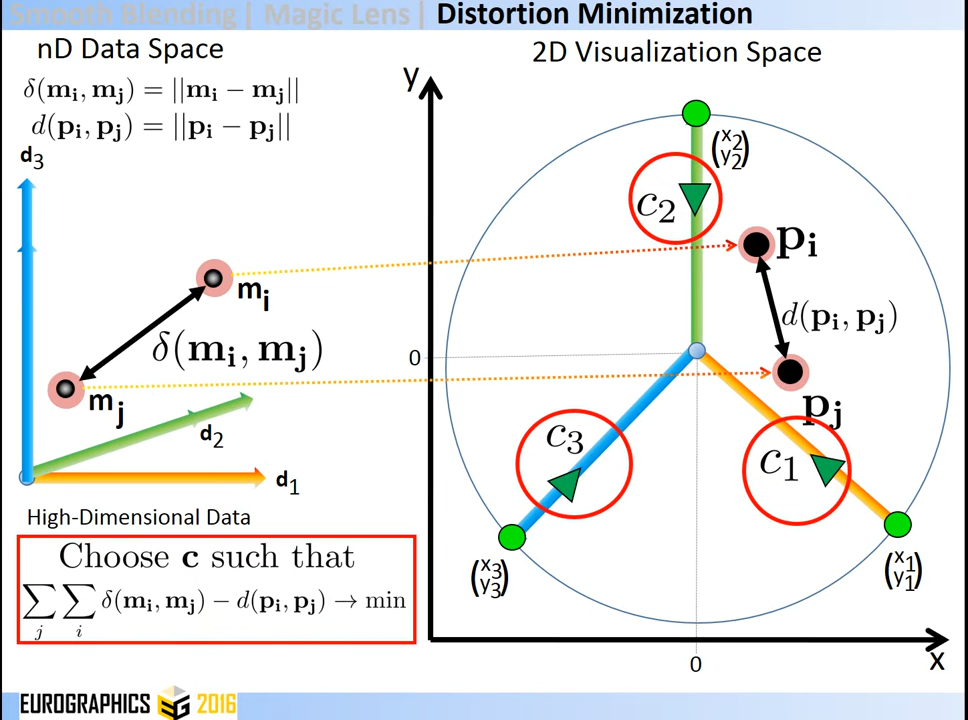 Smooth Blending | Magic Lens | Distortion Minimization
nD Data Space
δ(mᵢ, mⱼ) = ||mᵢ − mⱼ||
d(pᵢ, pⱼ) = ||pᵢ − pⱼ||
d₃
mᵢ
δ(mᵢ, mⱼ)
mⱼ
d₂
d₁
High-Dimensional Data
Choose c such that
∑ⱼ ∑ᵢ δ(mᵢ, mⱼ) − d(pᵢ, pⱼ) → min
2D Visualization Space
y
(x₂
y₂)
c₂
pᵢ
d(pᵢ, pⱼ)
0
pⱼ
c₃
c₁
(x₃
y₃)
(x₁
y₁)
0
x
EUROGRAPHICS EG 2016